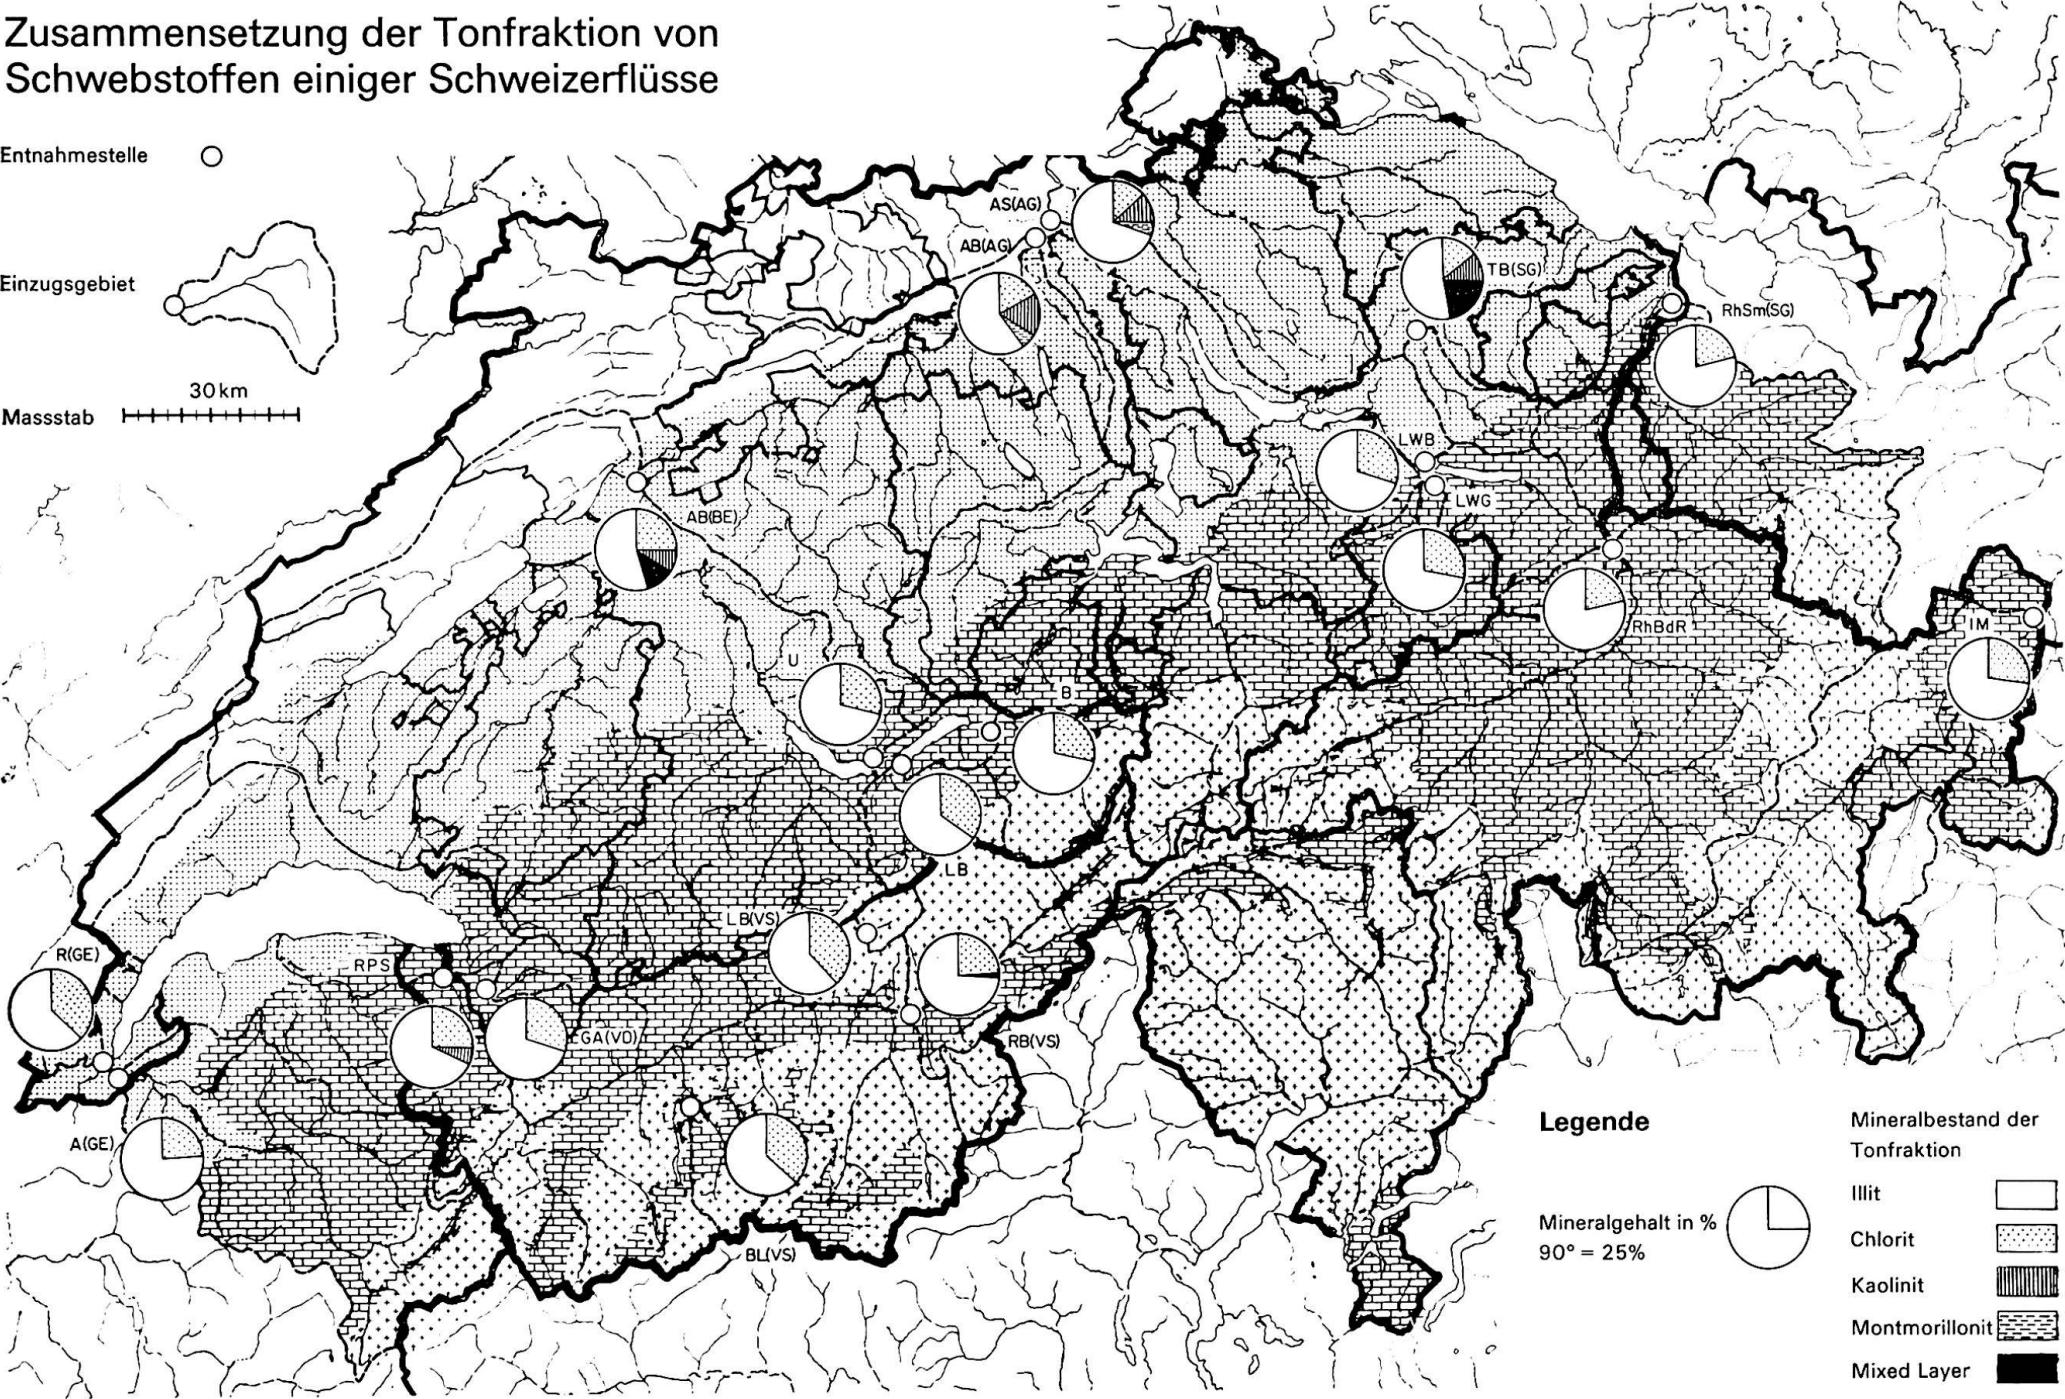 Zusammensetzung der Tonfraktion von
Schwebstoffen einiger Schweizerflüsse
Entnahmestelle
Einzugsgebiet
30 km
Massstab
AS(AG)
AB(AG)
TB(SG)
RhSm(SG)
LWB
LWG
AB(BE)
RhBdR
IM
U
B
LB
LB(VS)
R(GE)
RPS
GA(VD)
RB(VS)
A(GE)
BL(VS)
Legende
Mineralgehalt in %
90° = 25%
Mineralbestand der
Tonfraktion
Illit
Chlorit
Kaolinit
Montmorillonit
Mixed Layer